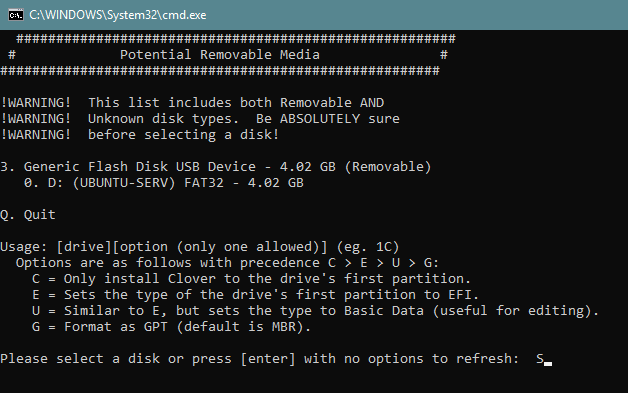 C:\WINDOWS\System32\cmd.exe
#######################################################
# Potential Removable Media #
#######################################################
!WARNING! This list includes both Removable AND
!WARNING! Unknown disk types. Be ABSOLUTELY sure
!WARNING! before selecting a disk!
3. Generic Flash Disk USB Device - 4.02 GB (Removable)
0. D: (UBUNTU-SERV) FAT32 - 4.02 GB
Q. Quit
Usage: [drive][option (only one allowed)] (eg. 1C)
Options are as follows with precedence C > E > U > G:
C = Only install Clover to the drive's first partition.
E = Sets the type of the drive's first partition to EFI.
U = Similar to E, but sets the type to Basic Data (useful for editing).
G = Format as GPT (default is MBR).
Please select a disk or press [enter] with no options to refresh: S